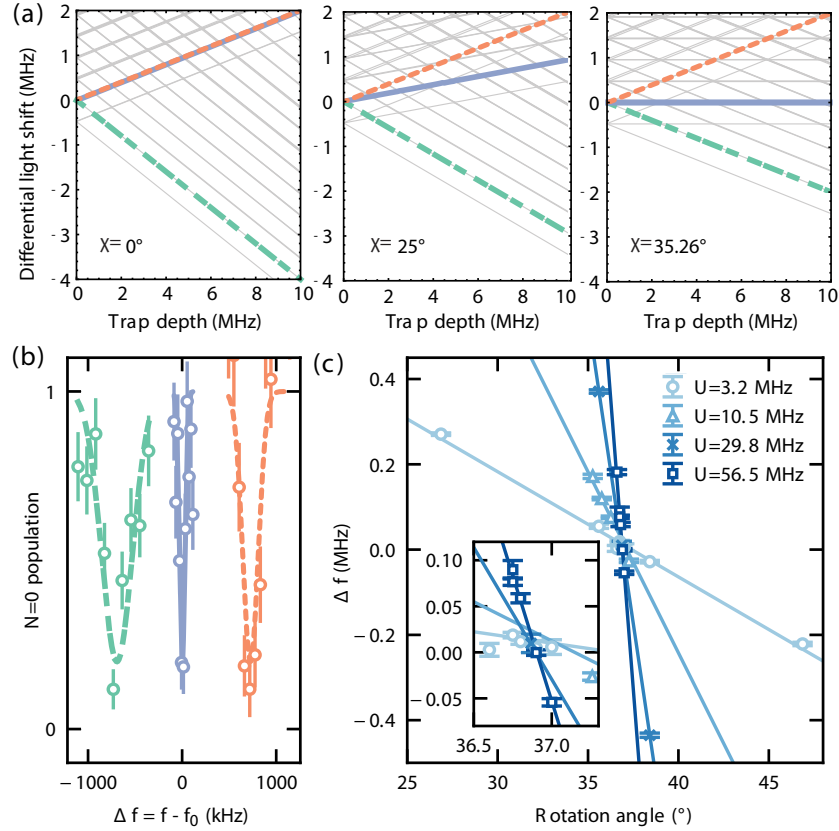 (a)
Differential light shift (MHz)
2
1
0
- 1
- 2
- 3
- 4
χ= 0°
0 2 4 6 8 10
Trap depth (MHz)
2
1
0
- 1
- 2
- 3
- 4
χ= 25°
0 2 4 6 8 10
Trap depth (MHz)
2
1
0
- 1
- 2
- 3
- 4
χ=35.26°
0 2 4 6 8 10
Trap depth (MHz)
(b)
N=0 population
1
0
−1000 0 1000
Δ f = f - f0 (kHz)
(c)
Δ f (MHz)
0.4
0.2
0.0
−0.2
−0.4
U=3.2 MHz
U=10.5 MHz
U=29.8 MHz
U=56.5 MHz
0.10
0.05
0.00
−0.05
36.5 37.0
25 30 35 40 45
Rotation angle (°)